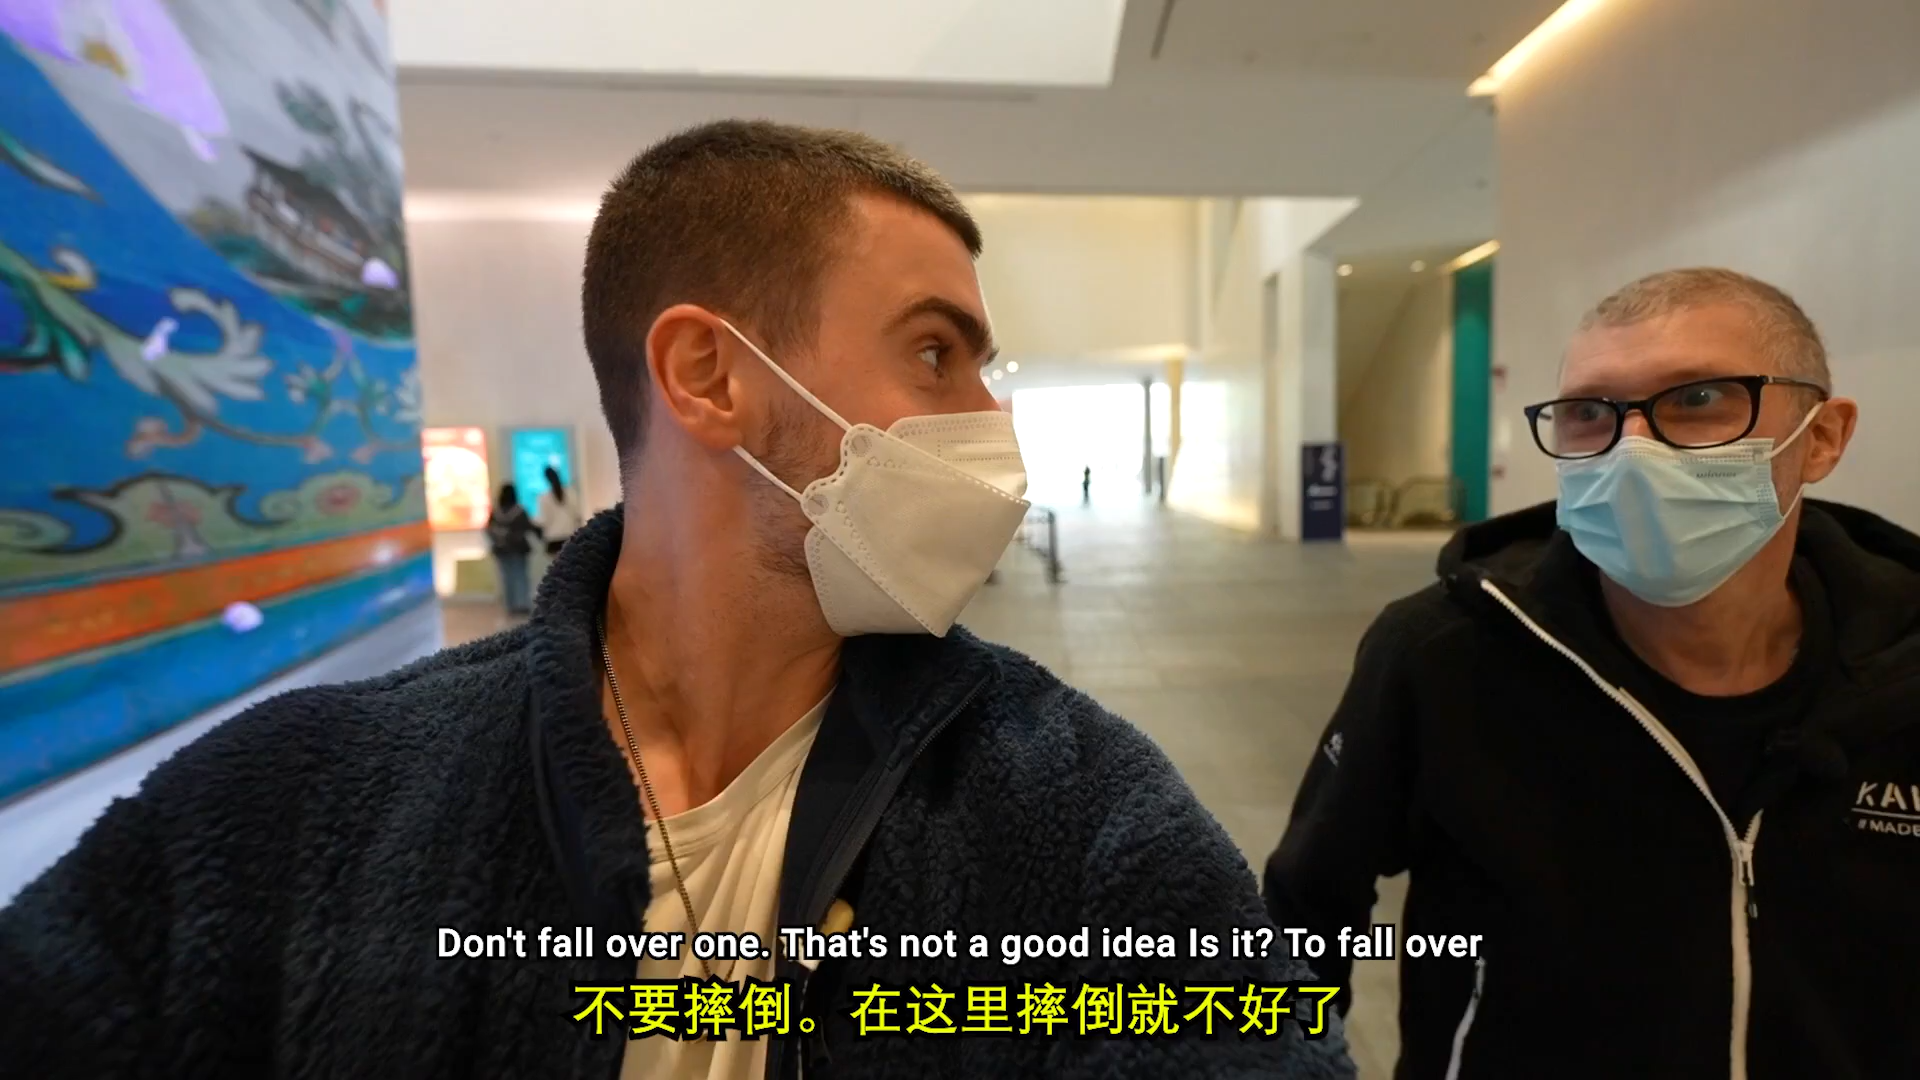 KAI
#MADE
Don't fall over one. That's not a good idea Is it? To fall over
不要摔倒。在这里摔倒就不好了